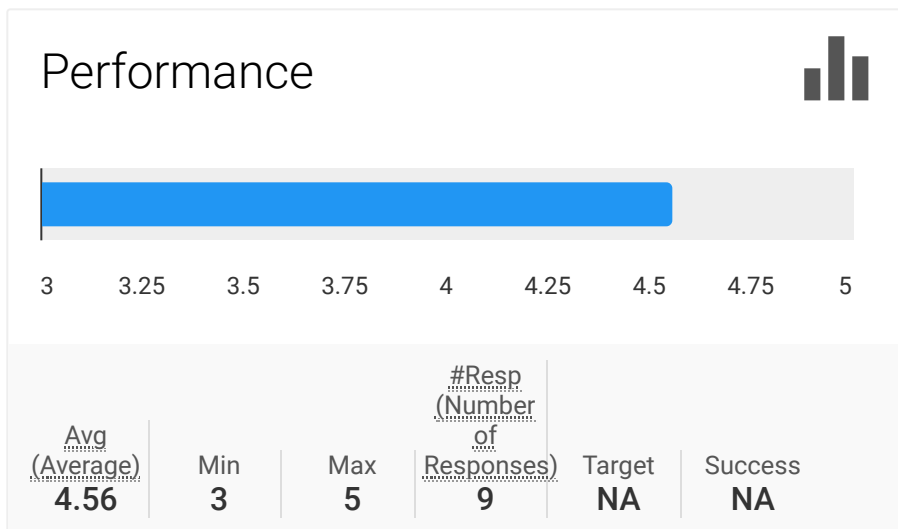 Performance
3 3.25 3.5 3.75 4 4.25 4.5 4.75 5
Avg
(Average)
4.56
Min
3
Max
5
#Resp
(Number
of
Responses)
9
Target
NA
Success
NA